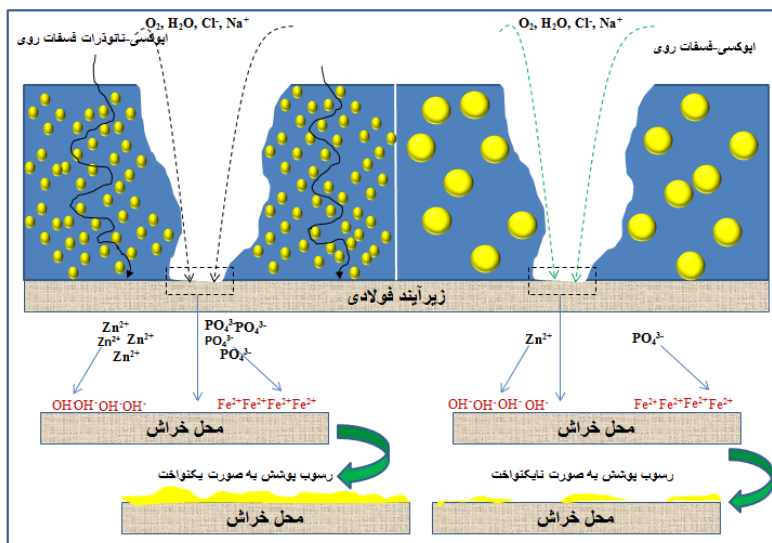 O₂, H₂O, Cl⁻, Na⁺
O₂, H₂O, Cl⁻, Na⁺
اپوکسی-نانوذرات فسفات روی
اپوکسی-فسفات روی
زیرآیند فولادی
Zn²⁺
Zn²⁺ Zn²⁺
Zn²⁺
PO₄³⁻PO₄³⁻
PO₄³⁻
PO₄³⁻
Zn²⁺
PO₄³⁻
OH⁻OH⁻OH⁻OH⁻
Fe²⁺Fe²⁺Fe²⁺Fe²⁺
OH⁻OH⁻OH⁻ OH⁻
Fe²⁺Fe²⁺Fe²⁺Fe²⁺
محل خراش
محل خراش
رسوب پوشش به صورت یکنواخت
رسوب پوشش به صورت نایکنواخت
محل خراش
محل خراش